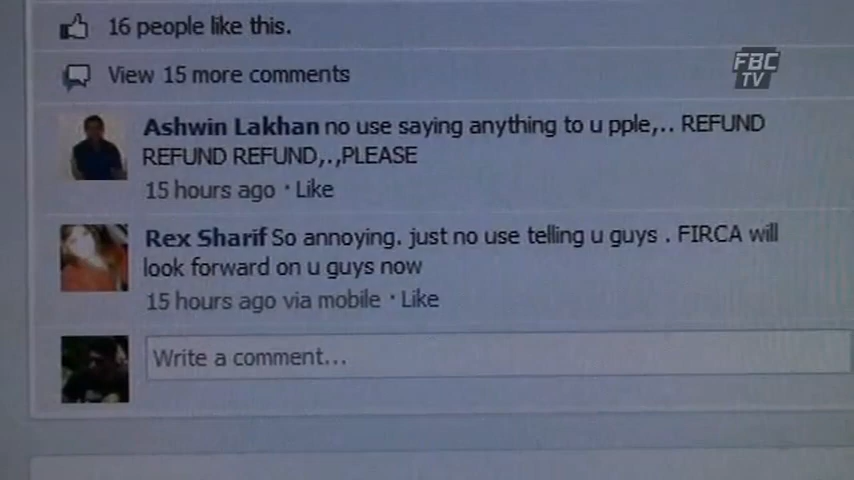 16 people like this.
View 15 more comments
FBC
TV
Ashwin Lakhan no use saying anything to u pple,.. REFUND
REFUND REFUND,.,PLEASE
15 hours ago · Like
Rex Sharif So annoying. just no use telling u guys . FIRCA will
look forward on u guys now
15 hours ago via mobile · Like
Write a comment...